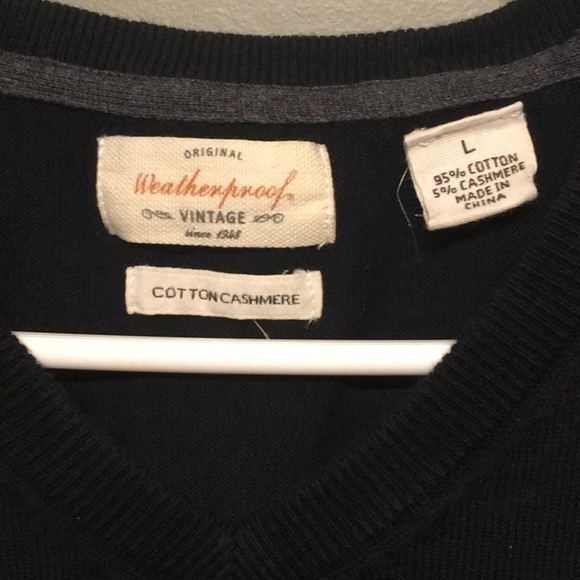 ORIGINAL
Weatherproof®
VINTAGE
since 1948
COTTON CASHMERE
L
95% COTTON
5% CASHMERE
MADE IN
CHINA